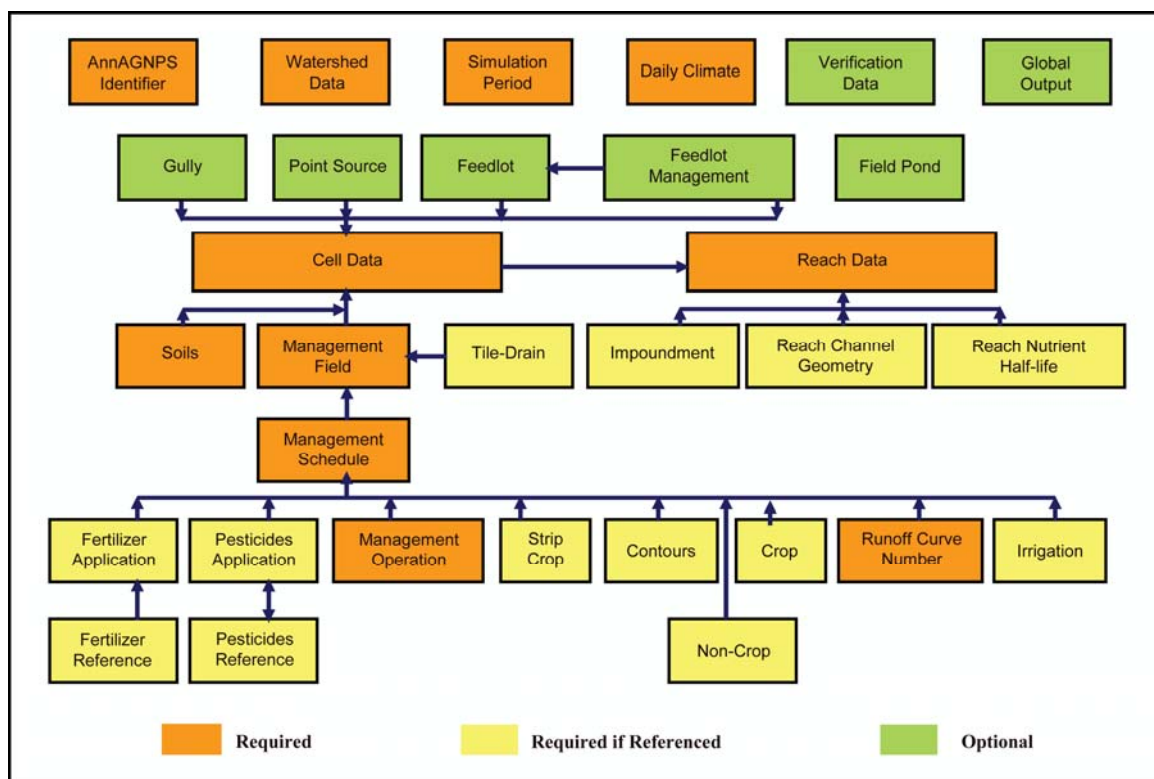 AnnAGNPS
Identifier
Watershed
Data
Simulation
Period
Daily Climate
Verification
Data
Global
Output
Gully
Point Source
Feedlot
Feedlot
Management
Field Pond
Cell Data
Reach Data
Soils
Management
Field
Tile-Drain
Impoundment
Reach Channel
Geometry
Reach Nutrient
Half-life
Management
Schedule
Fertilizer
Application
Pesticides
Application
Management
Operation
Strip
Crop
Contours
Crop
Runoff Curve
Number
Irrigation
Fertilizer
Reference
Pesticides
Reference
Non-Crop
Required
Required if Referenced
Optional